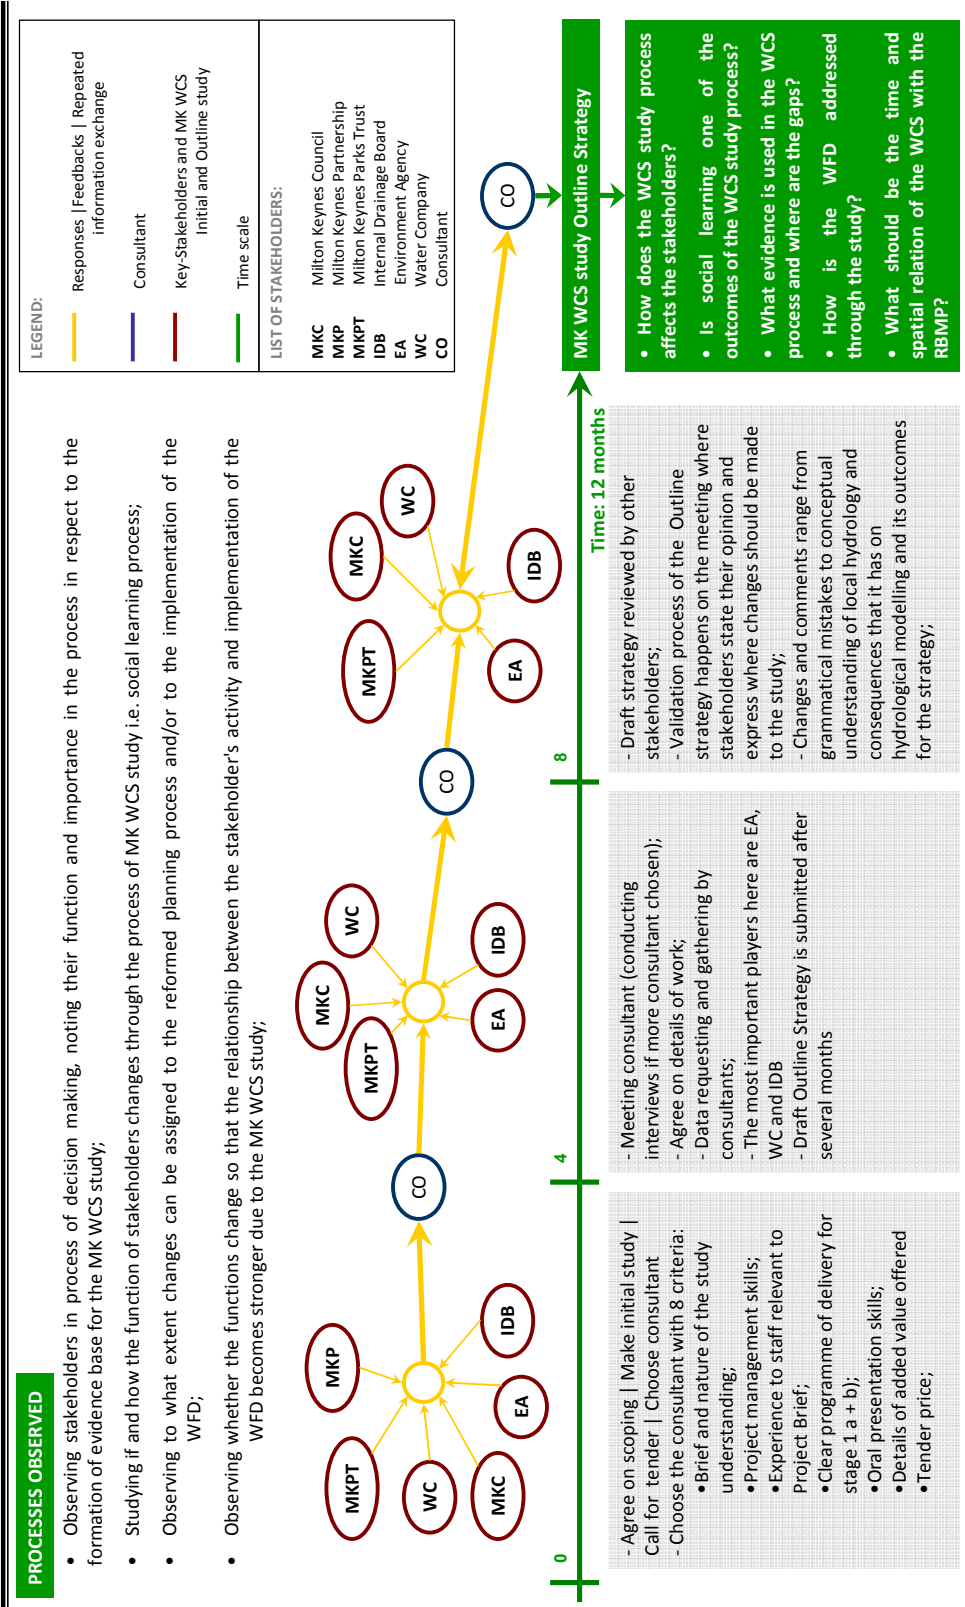 PROCESSES OBSERVED
• Observing stakeholders in process of decision making, noting their function and importance in the process in respect to the
formation of evidence base for the MK WCS study;
• Studying if and how the function of stakeholders changes through the process of MK WCS study i.e. social learning process;
• Observing to what extent changes can be assigned to the reformed planning process and/or to the implementation of the
WFD;
• Observing whether the functions change so that the relationship between the stakeholder's activity and implementation of the
WFD becomes stronger due to the MK WCS study;
LEGEND:
Responses |Feedbacks | Repeated
information exchange
Consultant
Key-Stakeholders and MK WCS
Initial and Outline study
Time scale
LIST OF STAKEHOLDERS:
MKC Milton Keynes Council
MKP Milton Keynes Partnership
MKPT Milton Keynes Parks Trust
IDB Internal Drainage Board
EA Environment Agency
WC Water Company
CO Consultant
MKPT
MKP
WC
MKC
EA
IDB
CO
MKPT
MKC
WC
EA
IDB
CO
MKPT
MKC
WC
EA
IDB
CO
0
4
8
Time: 12 months
MK WCS study Outline Strategy
- Agree on scoping | Make initial study |
Call for tender | Choose consultant
- Choose the consultant with 8 criteria:
• Brief and nature of the study
understanding;
• Project management skills;
• Experience to staff relevant to
Project Brief;
• Clear programme of delivery for
stage 1 a + b);
• Oral presentation skills;
• Details of added value offered
• Tender price;
- Meeting consultant (conducting
interviews if more consultant chosen);
- Agree on details of work;
- Data requesting and gathering by
consultants;
- The most important players here are EA,
WC and IDB
- Draft Outline Strategy is submitted after
several months
- Draft strategy reviewed by other
stakeholders;
- Validation process of the Outline
strategy happens on the meeting where
stakeholders state their opinion and
express where changes should be made
to the study;
- Changes and comments range from
grammatical mistakes to conceptual
understanding of local hydrology and
consequences that it has on
hydrological modelling and its outcomes
for the strategy;
• How does the WCS study process
affects the stakeholders?
• Is social learning one of the
outcomes of the WCS study process?
• What evidence is used in the WCS
process and where are the gaps?
• How is the WFD addressed
through the study?
• What should be the time and
spatial relation of the WCS with the
RBMP?